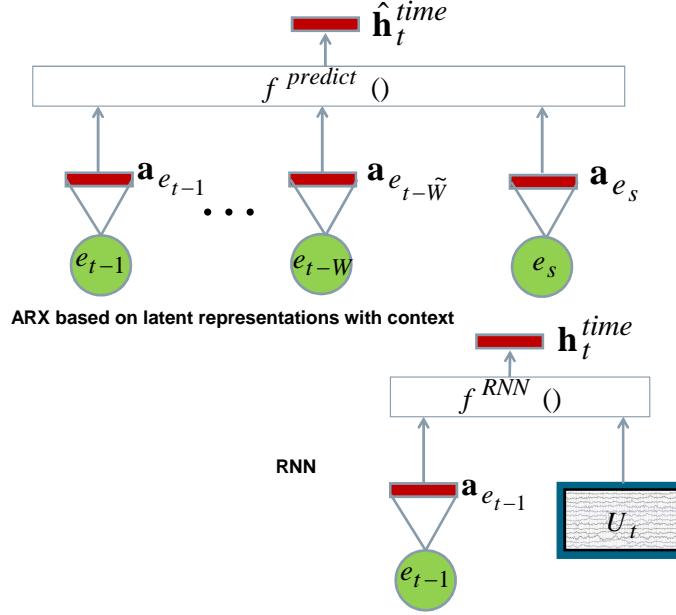 ĥ_t^{time}
f^{predict} ()
a_{e_{t−1}} a_{e_{t−W̃}} a_{e_s}
. . .
e_{t−1} e_{t−W} e_s
ARX based on latent representations with context
h_t^{time}
f^{RNN} ()
RNN
a_{e_{t−1}}
U_t
e_{t−1}